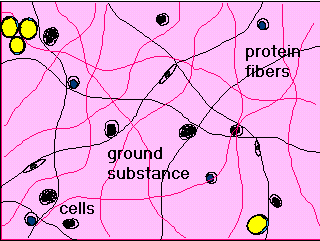 protein
fibers
ground
substance
cells